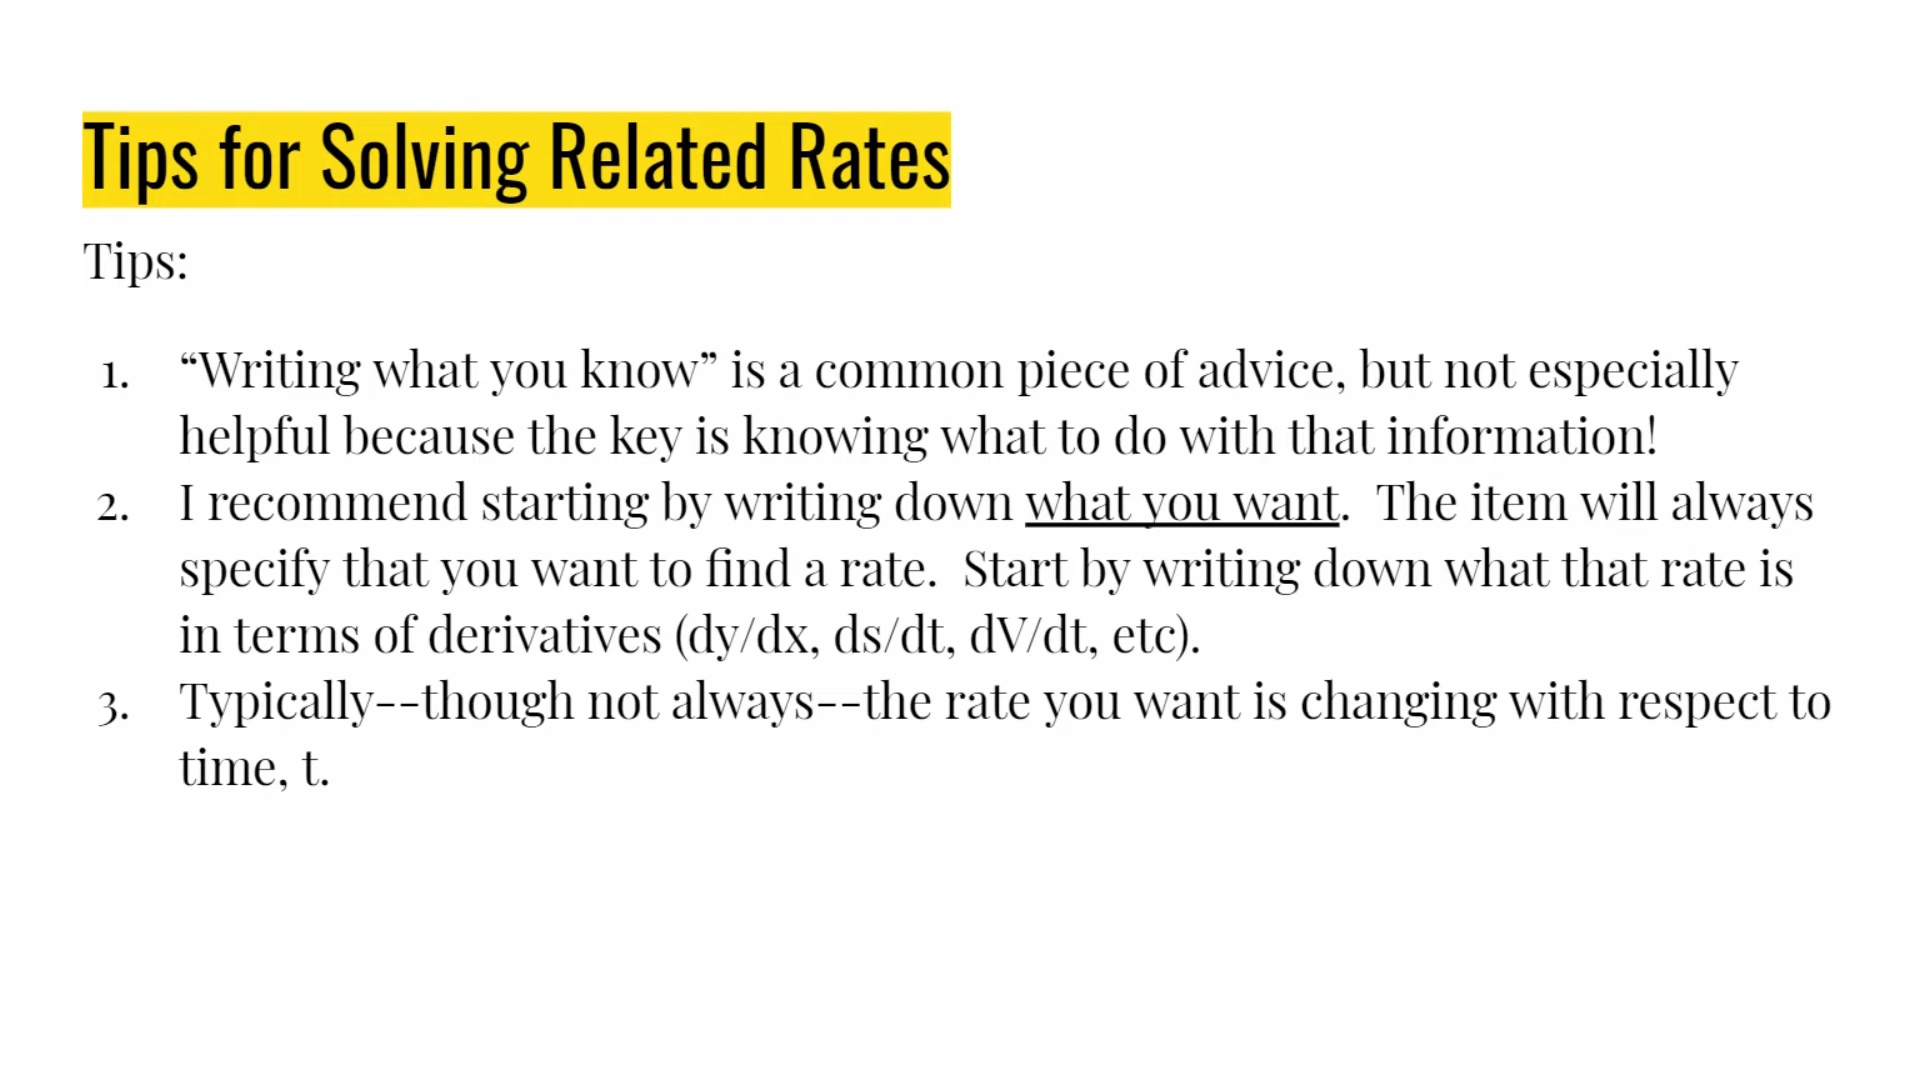 Tips for Solving Related Rates
Tips:
1. “Writing what you know” is a common piece of advice, but not especially
helpful because the key is knowing what to do with that information!
2. I recommend starting by writing down what you want.  The item will always
specify that you want to find a rate.  Start by writing down what that rate is
in terms of derivatives (dy/dx, ds/dt, dV/dt, etc).
3. Typically--though not always--the rate you want is changing with respect to
time, t.